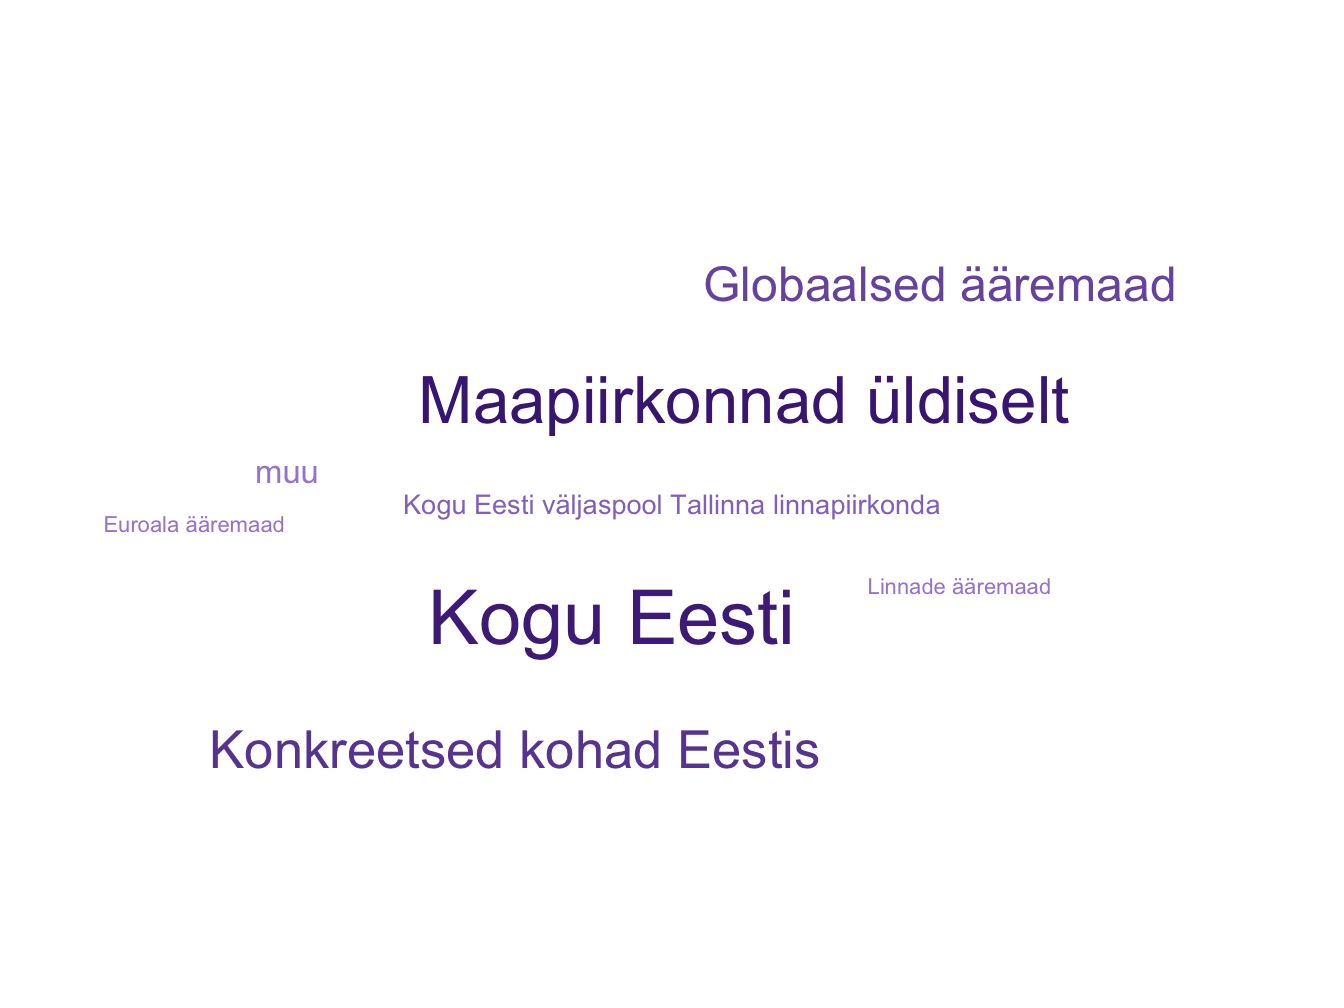 Globaalsed ääremaad
Maapiirkonnad üldiselt
muu
Kogu Eesti väljaspool Tallinna linnapiirkonda
Euroala ääremaad
Linnade ääremaad
Kogu Eesti
Konkreetsed kohad Eestis